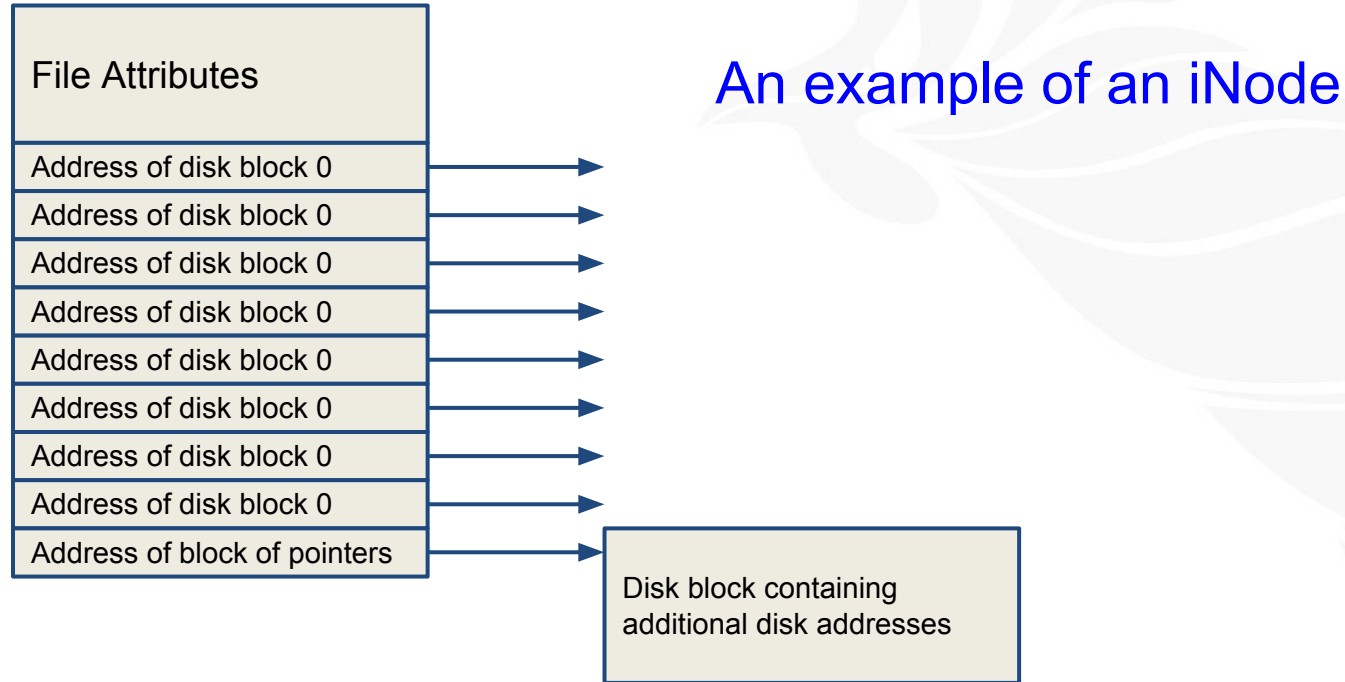 File Attributes
An example of an iNode
Address of disk block 0
Address of disk block 0
Address of disk block 0
Address of disk block 0
Address of disk block 0
Address of disk block 0
Address of disk block 0
Address of disk block 0
Address of block of pointers
Disk block containing
additional disk addresses